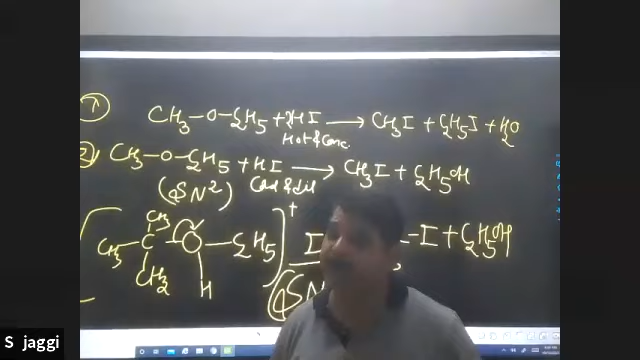 1 CH3-O-C2H5 + 2HI → CH3I + C2H5I + H2O
Hot & Conc.
2 CH3-O-C2H5 + HI → CH3I + C2H5OH
(SN2) Cold & dil
CH3
CH3-C-O-C2H5 + I -I + C2H5OH
CH3 H (SN
S jaggi